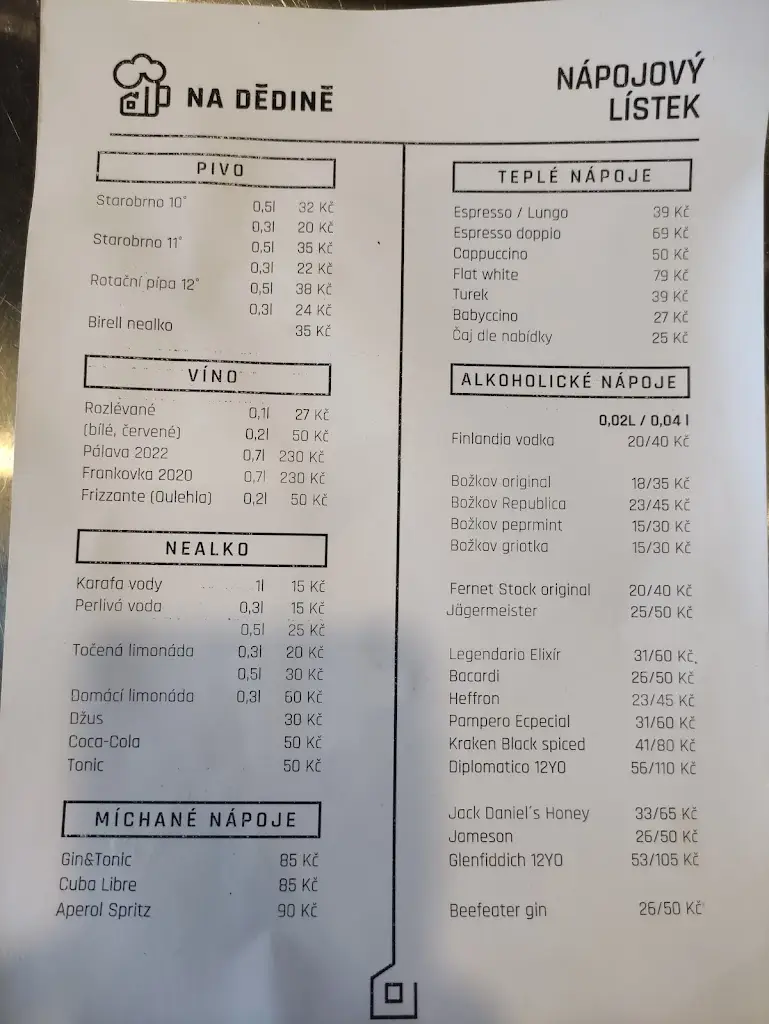 NA DĚDINĚ
NÁPOJOVÝ
LÍSTEK
PIVO
Starobrno 10° 0,5l 32 Kč
0,3l 20 Kč
Starobrno 11° 0,5l 35 Kč
0,3l 22 Kč
Rotační pípa 12° 0,5l 38 Kč
0,3l 24 Kč
Birell nealko 35 Kč
VÍNO
Rozlévané 0,1l 27 Kč
(bílé, červené) 0,2l 50 Kč
Pálava 2022 0,7l 230 Kč
Frankovka 2020 0,7l 230 Kč
Frizzante (Oulehla) 0,2l 50 Kč
NEALKO
Karafa vody 1l 15 Kč
Perlivá voda 0,3l 15 Kč
0,5l 25 Kč
Točená limonáda 0,3l 20 Kč
0,5l 30 Kč
Domácí limonáda 0,3l 60 Kč
Džus 30 Kč
Coca-Cola 50 Kč
Tonic 50 Kč
MÍCHANÉ NÁPOJE
Gin&Tonic 85 Kč
Cuba Libre 85 Kč
Aperol Spritz 90 Kč
TEPLÉ NÁPOJE
Espresso / Lungo 39 Kč
Espresso doppio 69 Kč
Cappuccino 50 Kč
Flat white 79 Kč
Turek 39 Kč
Babyccino 27 Kč
Čaj dle nabídky 25 Kč
ALKOHOLICKÉ NÁPOJE
0,02L / 0,04 l
Finlandia vodka 20/40 Kč
Božkov original 18/35 Kč
Božkov Republica 23/45 Kč
Božkov peprmint 15/30 Kč
Božkov griotka 15/30 Kč
Fernet Stock original 20/40 Kč
Jägermeister 25/50 Kč
Legendario Elixír 31/60 Kč
Bacardi 26/50 Kč
Heffron 23/45 Kč
Pampero Ecpecial 31/60 Kč
Kraken Black spiced 41/80 Kč
Diplomatico 12YO 56/110 Kč
Jack Daniel´s Honey 33/65 Kč
Jameson 26/50 Kč
Glenfiddich 12YO 53/105 Kč
Beefeater gin 26/50 Kč